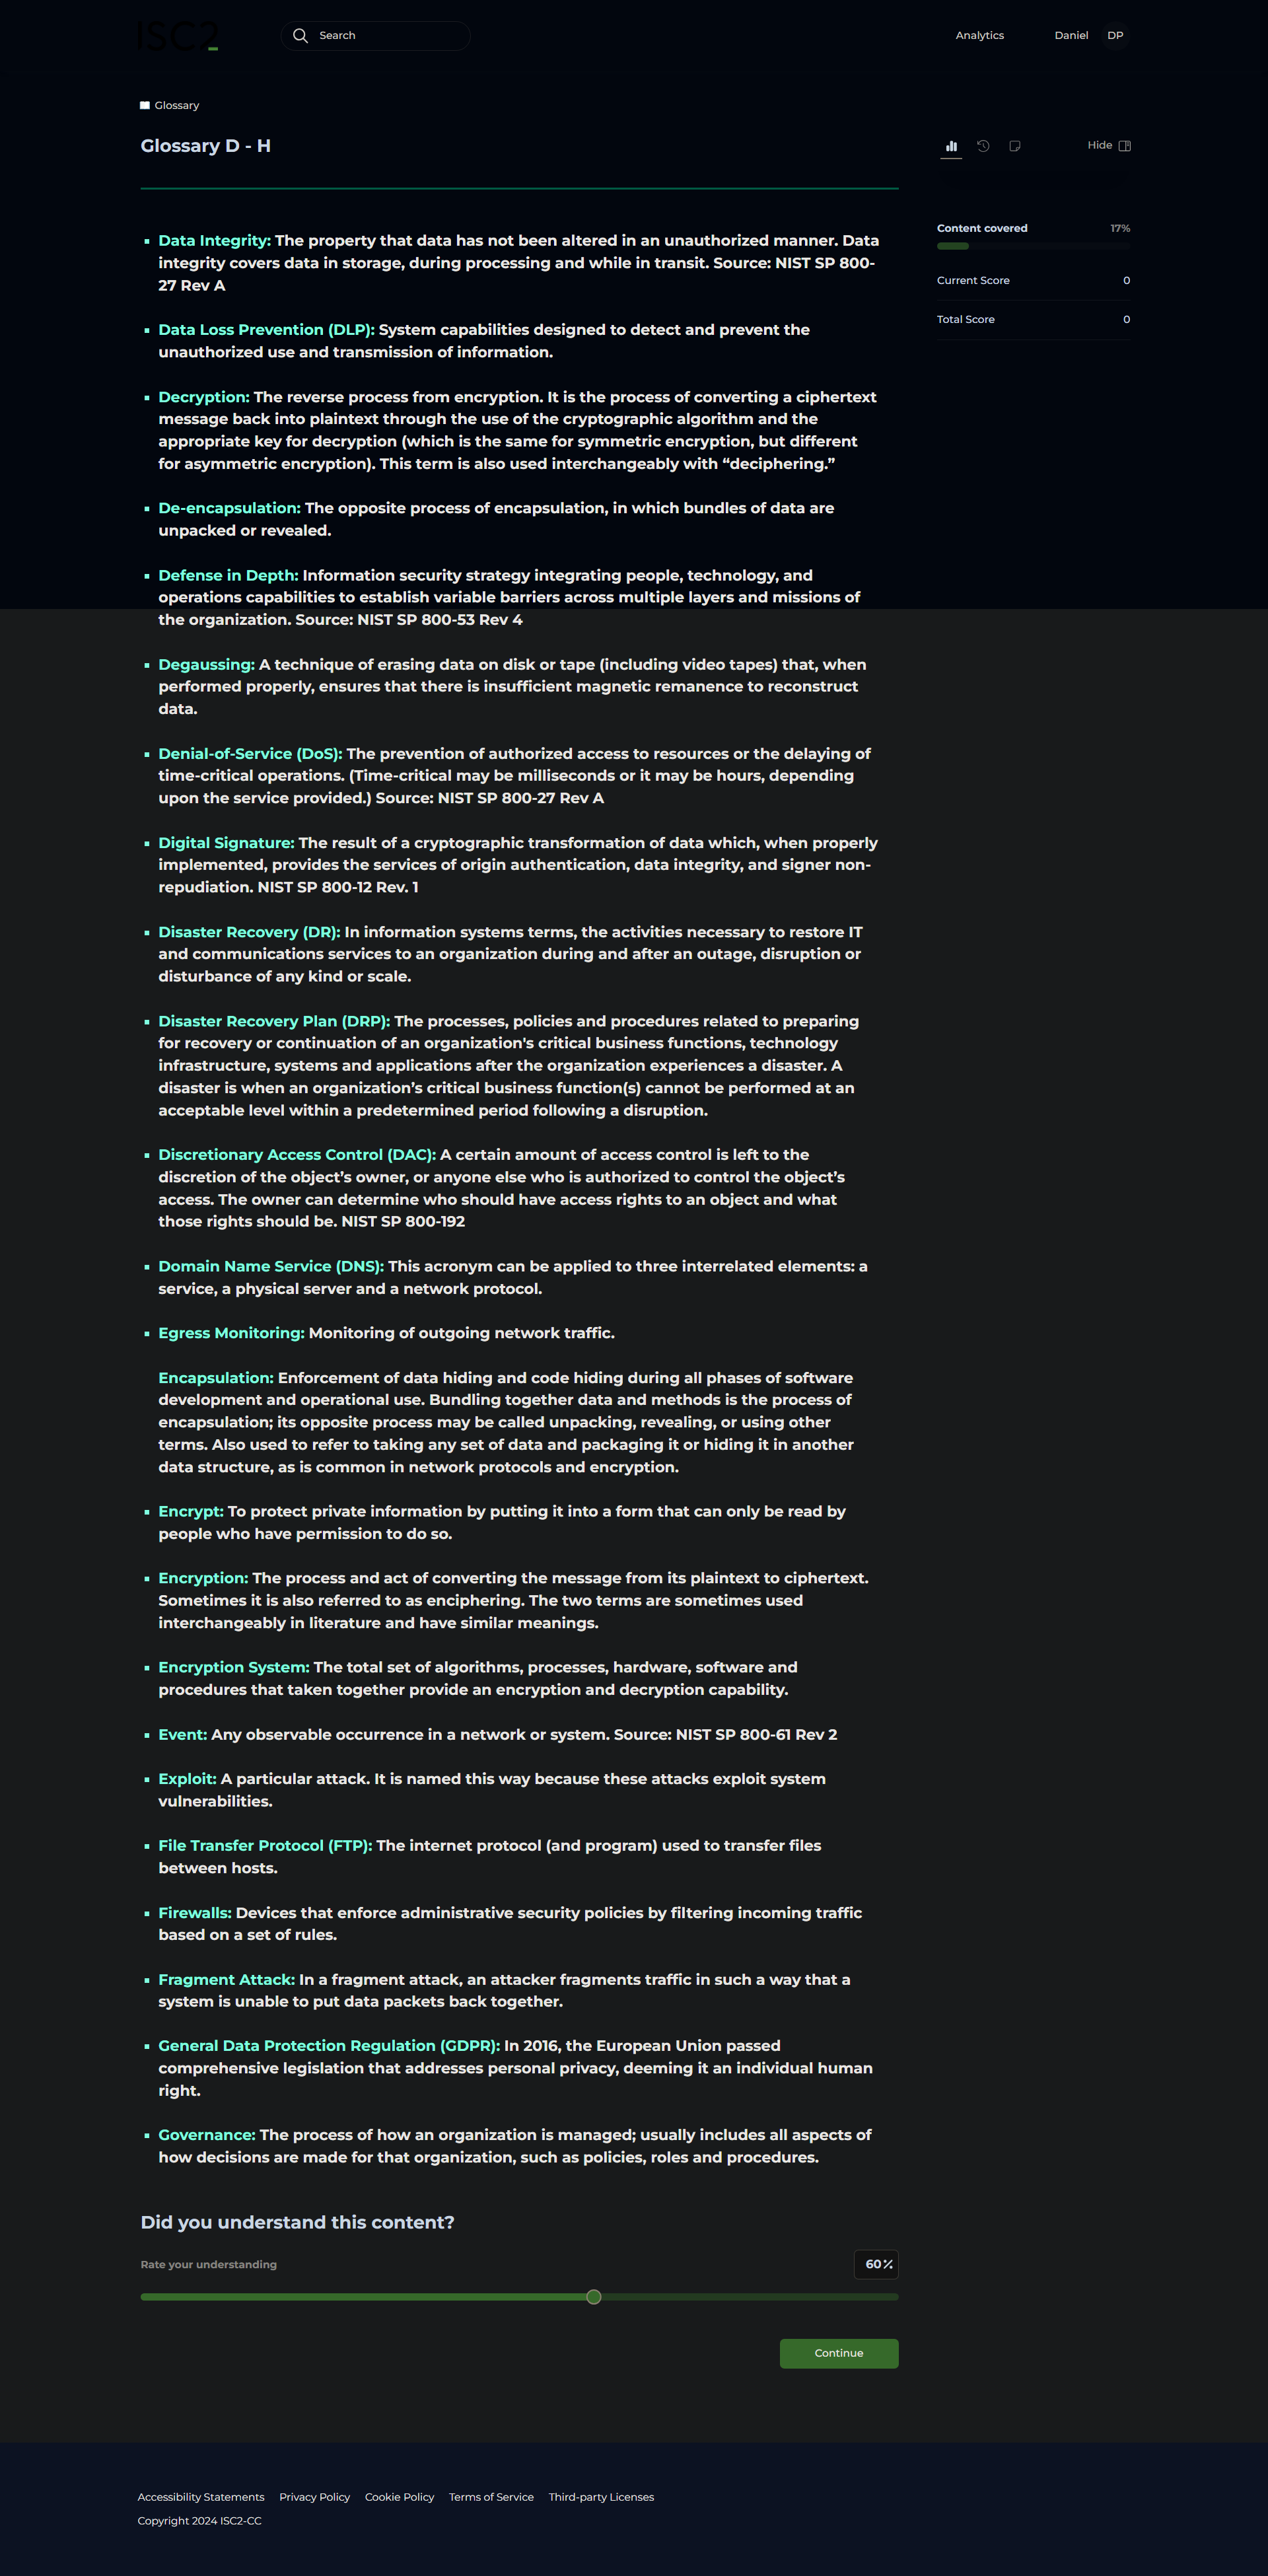 ISC2
Search
Analytics
Daniel
DP
Glossary
Glossary D - H
Hide
Content covered
17%
Current Score
0
Total Score
0
Data Integrity: The property that data has not been altered in an unauthorized manner. Data
integrity covers data in storage, during processing and while in transit. Source: NIST SP 800-
27 Rev A
Data Loss Prevention (DLP): System capabilities designed to detect and prevent the
unauthorized use and transmission of information.
Decryption: The reverse process from encryption. It is the process of converting a ciphertext
message back into plaintext through the use of the cryptographic algorithm and the
appropriate key for decryption (which is the same for symmetric encryption, but different
for asymmetric encryption). This term is also used interchangeably with “deciphering.”
De-encapsulation: The opposite process of encapsulation, in which bundles of data are
unpacked or revealed.
Defense in Depth: Information security strategy integrating people, technology, and
operations capabilities to establish variable barriers across multiple layers and missions of
the organization. Source: NIST SP 800-53 Rev 4
Degaussing: A technique of erasing data on disk or tape (including video tapes) that, when
performed properly, ensures that there is insufficient magnetic remanence to reconstruct
data.
Denial-of-Service (DoS): The prevention of authorized access to resources or the delaying of
time-critical operations. (Time-critical may be milliseconds or it may be hours, depending
upon the service provided.) Source: NIST SP 800-27 Rev A
Digital Signature: The result of a cryptographic transformation of data which, when properly
implemented, provides the services of origin authentication, data integrity, and signer non-
repudiation. NIST SP 800-12 Rev. 1
Disaster Recovery (DR): In information systems terms, the activities necessary to restore IT
and communications services to an organization during and after an outage, disruption or
disturbance of any kind or scale.
Disaster Recovery Plan (DRP): The processes, policies and procedures related to preparing
for recovery or continuation of an organization's critical business functions, technology
infrastructure, systems and applications after the organization experiences a disaster. A
disaster is when an organization’s critical business function(s) cannot be performed at an
acceptable level within a predetermined period following a disruption.
Discretionary Access Control (DAC): A certain amount of access control is left to the
discretion of the object’s owner, or anyone else who is authorized to control the object’s
access. The owner can determine who should have access rights to an object and what
those rights should be. NIST SP 800-192
Domain Name Service (DNS): This acronym can be applied to three interrelated elements: a
service, a physical server and a network protocol.
Egress Monitoring: Monitoring of outgoing network traffic.
Encapsulation: Enforcement of data hiding and code hiding during all phases of software
development and operational use. Bundling together data and methods is the process of
encapsulation; its opposite process may be called unpacking, revealing, or using other
terms. Also used to refer to taking any set of data and packaging it or hiding it in another
data structure, as is common in network protocols and encryption.
Encrypt: To protect private information by putting it into a form that can only be read by
people who have permission to do so.
Encryption: The process and act of converting the message from its plaintext to ciphertext.
Sometimes it is also referred to as enciphering. The two terms are sometimes used
interchangeably in literature and have similar meanings.
Encryption System: The total set of algorithms, processes, hardware, software and
procedures that taken together provide an encryption and decryption capability.
Event: Any observable occurrence in a network or system. Source: NIST SP 800-61 Rev 2
Exploit: A particular attack. It is named this way because these attacks exploit system
vulnerabilities.
File Transfer Protocol (FTP): The internet protocol (and program) used to transfer files
between hosts.
Firewalls: Devices that enforce administrative security policies by filtering incoming traffic
based on a set of rules.
Fragment Attack: In a fragment attack, an attacker fragments traffic in such a way that a
system is unable to put data packets back together.
General Data Protection Regulation (GDPR): In 2016, the European Union passed
comprehensive legislation that addresses personal privacy, deeming it an individual human
right.
Governance: The process of how an organization is managed; usually includes all aspects of
how decisions are made for that organization, such as policies, roles and procedures.
Did you understand this content?
Rate your understanding
60%
Continue
Accessibility Statements Privacy Policy Cookie Policy Terms of Service Third-party Licenses
Copyright 2024 ISC2-CC